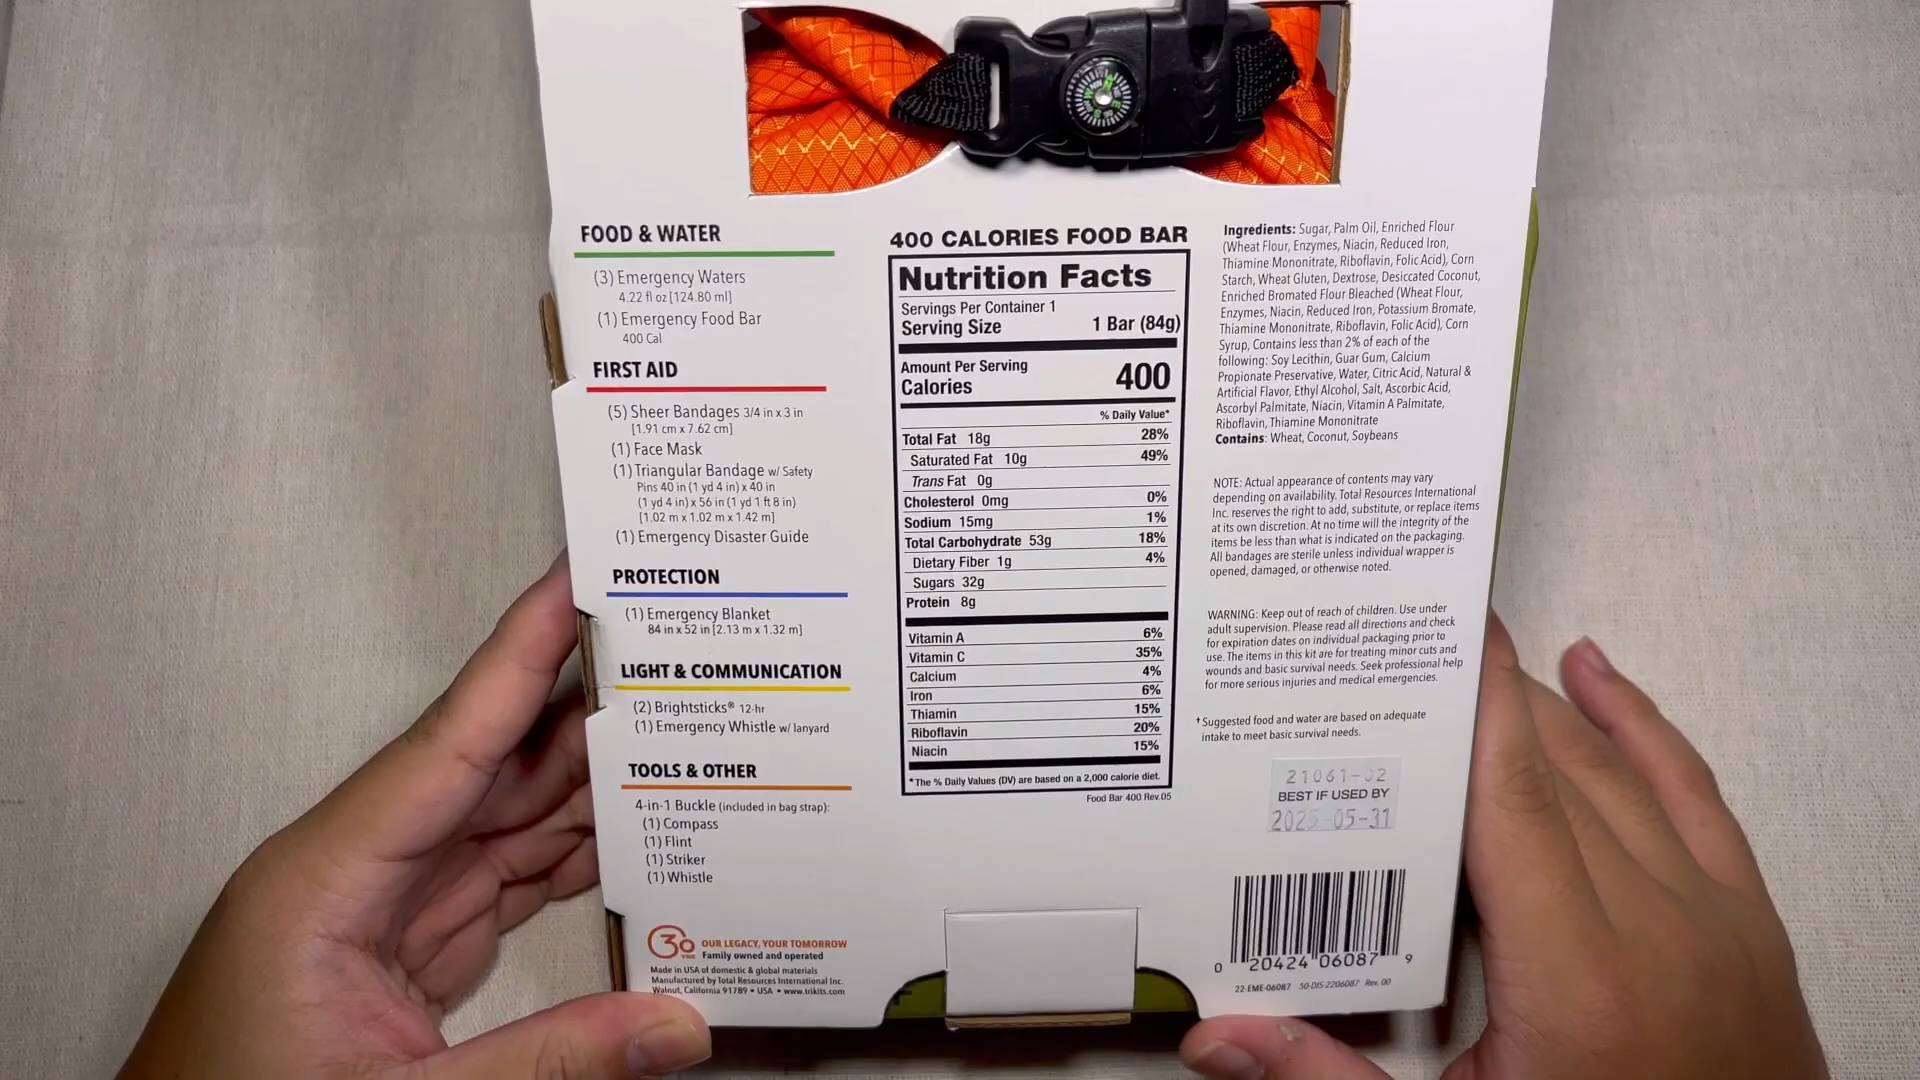 FOOD & WATER
(3) Emergency Waters
4.22 fl oz [124.80 ml]
(1) Emergency Food Bar
400 Cal
FIRST AID
(5) Sheer Bandages 3/4 in x 3 in
[1.91 cm x 7.62 cm]
(1) Face Mask
(1) Triangular Bandage w/ Safety
Pins 40 in (1 yd 4 in) x 40 in
(1 yd 4 in) x 56 in (1 yd 1 ft 8 in)
[1.02 m x 1.02 m x 1.42 m]
(1) Emergency Disaster Guide
PROTECTION
(1) Emergency Blanket
84 in x 52 in [2.13 m x 1.32 m]
LIGHT & COMMUNICATION
(2) Brightsticks® 12-hr
(1) Emergency Whistle w/ lanyard
TOOLS & OTHER
4-in-1 Buckle (included in bag strap):
(1) Compass
(1) Flint
(1) Striker
(1) Whistle
30 YRS
OUR LEGACY, YOUR TOMORROW
Family owned and operated
Made in USA of domestic & global materials
Manufactured by Total Resources International Inc.
Walnut, California 91789 • USA • www.trikits.com
400 CALORIES FOOD BAR
Nutrition Facts
Servings Per Container 1
Serving Size 1 Bar (84g)
Amount Per Serving
Calories 400
% Daily Value*
Total Fat 18g 28%
Saturated Fat 10g 49%
Trans Fat 0g
Cholesterol 0mg 0%
Sodium 15mg 1%
Total Carbohydrate 53g 18%
Dietary Fiber 1g 4%
Sugars 32g
Protein 8g
Vitamin A 6%
Vitamin C 35%
Calcium 4%
Iron 6%
Thiamin 15%
Riboflavin 20%
Niacin 15%
*The % Daily Values (DV) are based on a 2,000 calorie diet.
Food Bar 400 Rev.05
Ingredients: Sugar, Palm Oil, Enriched Flour
(Wheat Flour, Enzymes, Niacin, Reduced Iron,
Thiamine Mononitrate, Riboflavin, Folic Acid), Corn
Starch, Wheat Gluten, Dextrose, Desiccated Coconut,
Enriched Bromated Flour Bleached (Wheat Flour,
Enzymes, Niacin, Reduced Iron, Potassium Bromate,
Thiamine Mononitrate, Riboflavin, Folic Acid), Corn
Syrup, Contains less than 2% of each of the
following: Soy Lecithin, Guar Gum, Calcium
Propionate Preservative, Water, Citric Acid, Natural &
Artificial Flavor, Ethyl Alcohol, Salt, Ascorbic Acid,
Ascorbyl Palmitate, Niacin, Vitamin A Palmitate,
Riboflavin, Thiamine Mononitrate
Contains: Wheat, Coconut, Soybeans
NOTE: Actual appearance of contents may vary
depending on availability. Total Resources International
Inc. reserves the right to add, substitute, or replace items
at its own discretion. At no time will the integrity of the
items be less than what is indicated on the packaging.
All bandages are sterile unless individual wrapper is
opened, damaged, or otherwise noted.
WARNING: Keep out of reach of children. Use under
adult supervision. Please read all directions and check
for expiration dates on individual packaging prior to
use. The items in this kit are for treating minor cuts and
wounds and basic survival needs. Seek professional help
for more serious injuries and medical emergencies.
†Suggested food and water are based on adequate
intake to meet basic survival needs.
21061-02
BEST IF USED BY
2025-05-31
0 20424 06087 9
22-EME-06087 50-DIS-2206087 Rev. 00